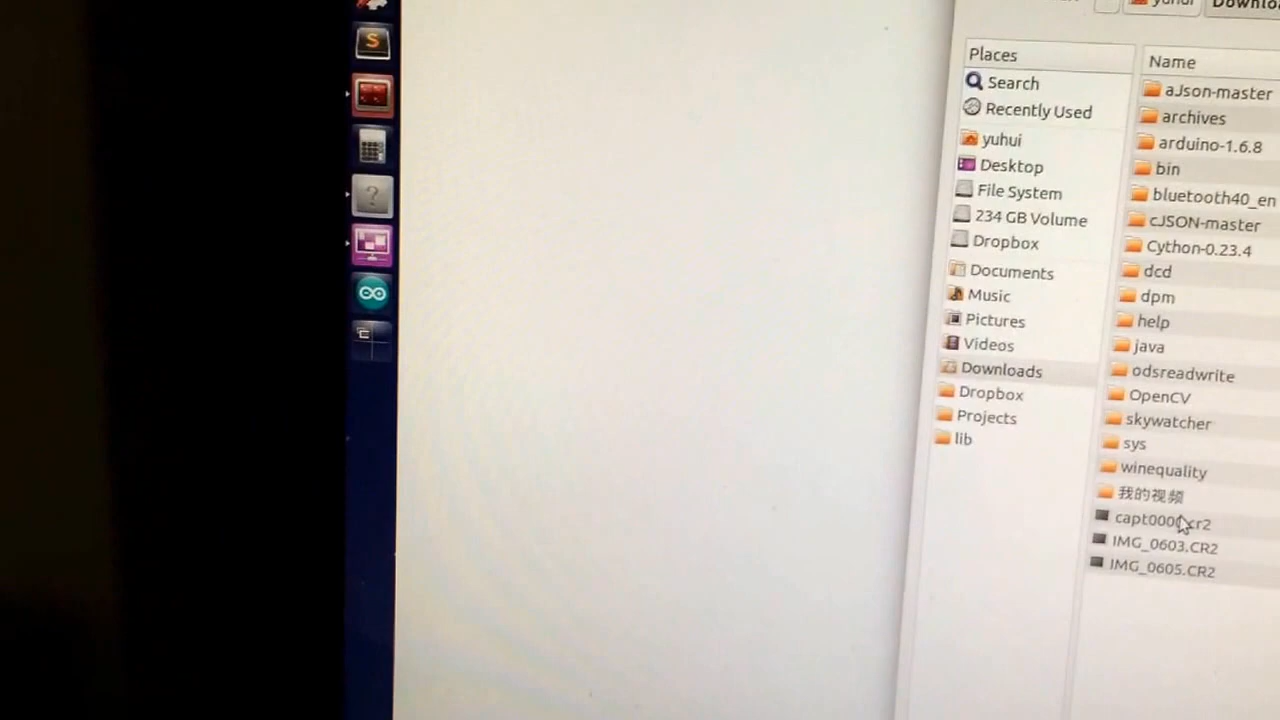 yuhui
Places
Search
Recently Used
yuhui
Desktop
File System
234 GB Volume
Dropbox
Documents
Music
Pictures
Videos
Downloads
Dropbox
Projects
lib
Name
aJson-master
archives
arduino-1.6.8
bin
bluetooth40_en
cJSON-master
Cython-0.23.4
dcd
dpm
help
java
odsreadwrite
OpenCV
skywatcher
sys
winequality
我的视频
IMG_0603.CR2
IMG_0605.CR2
S
?